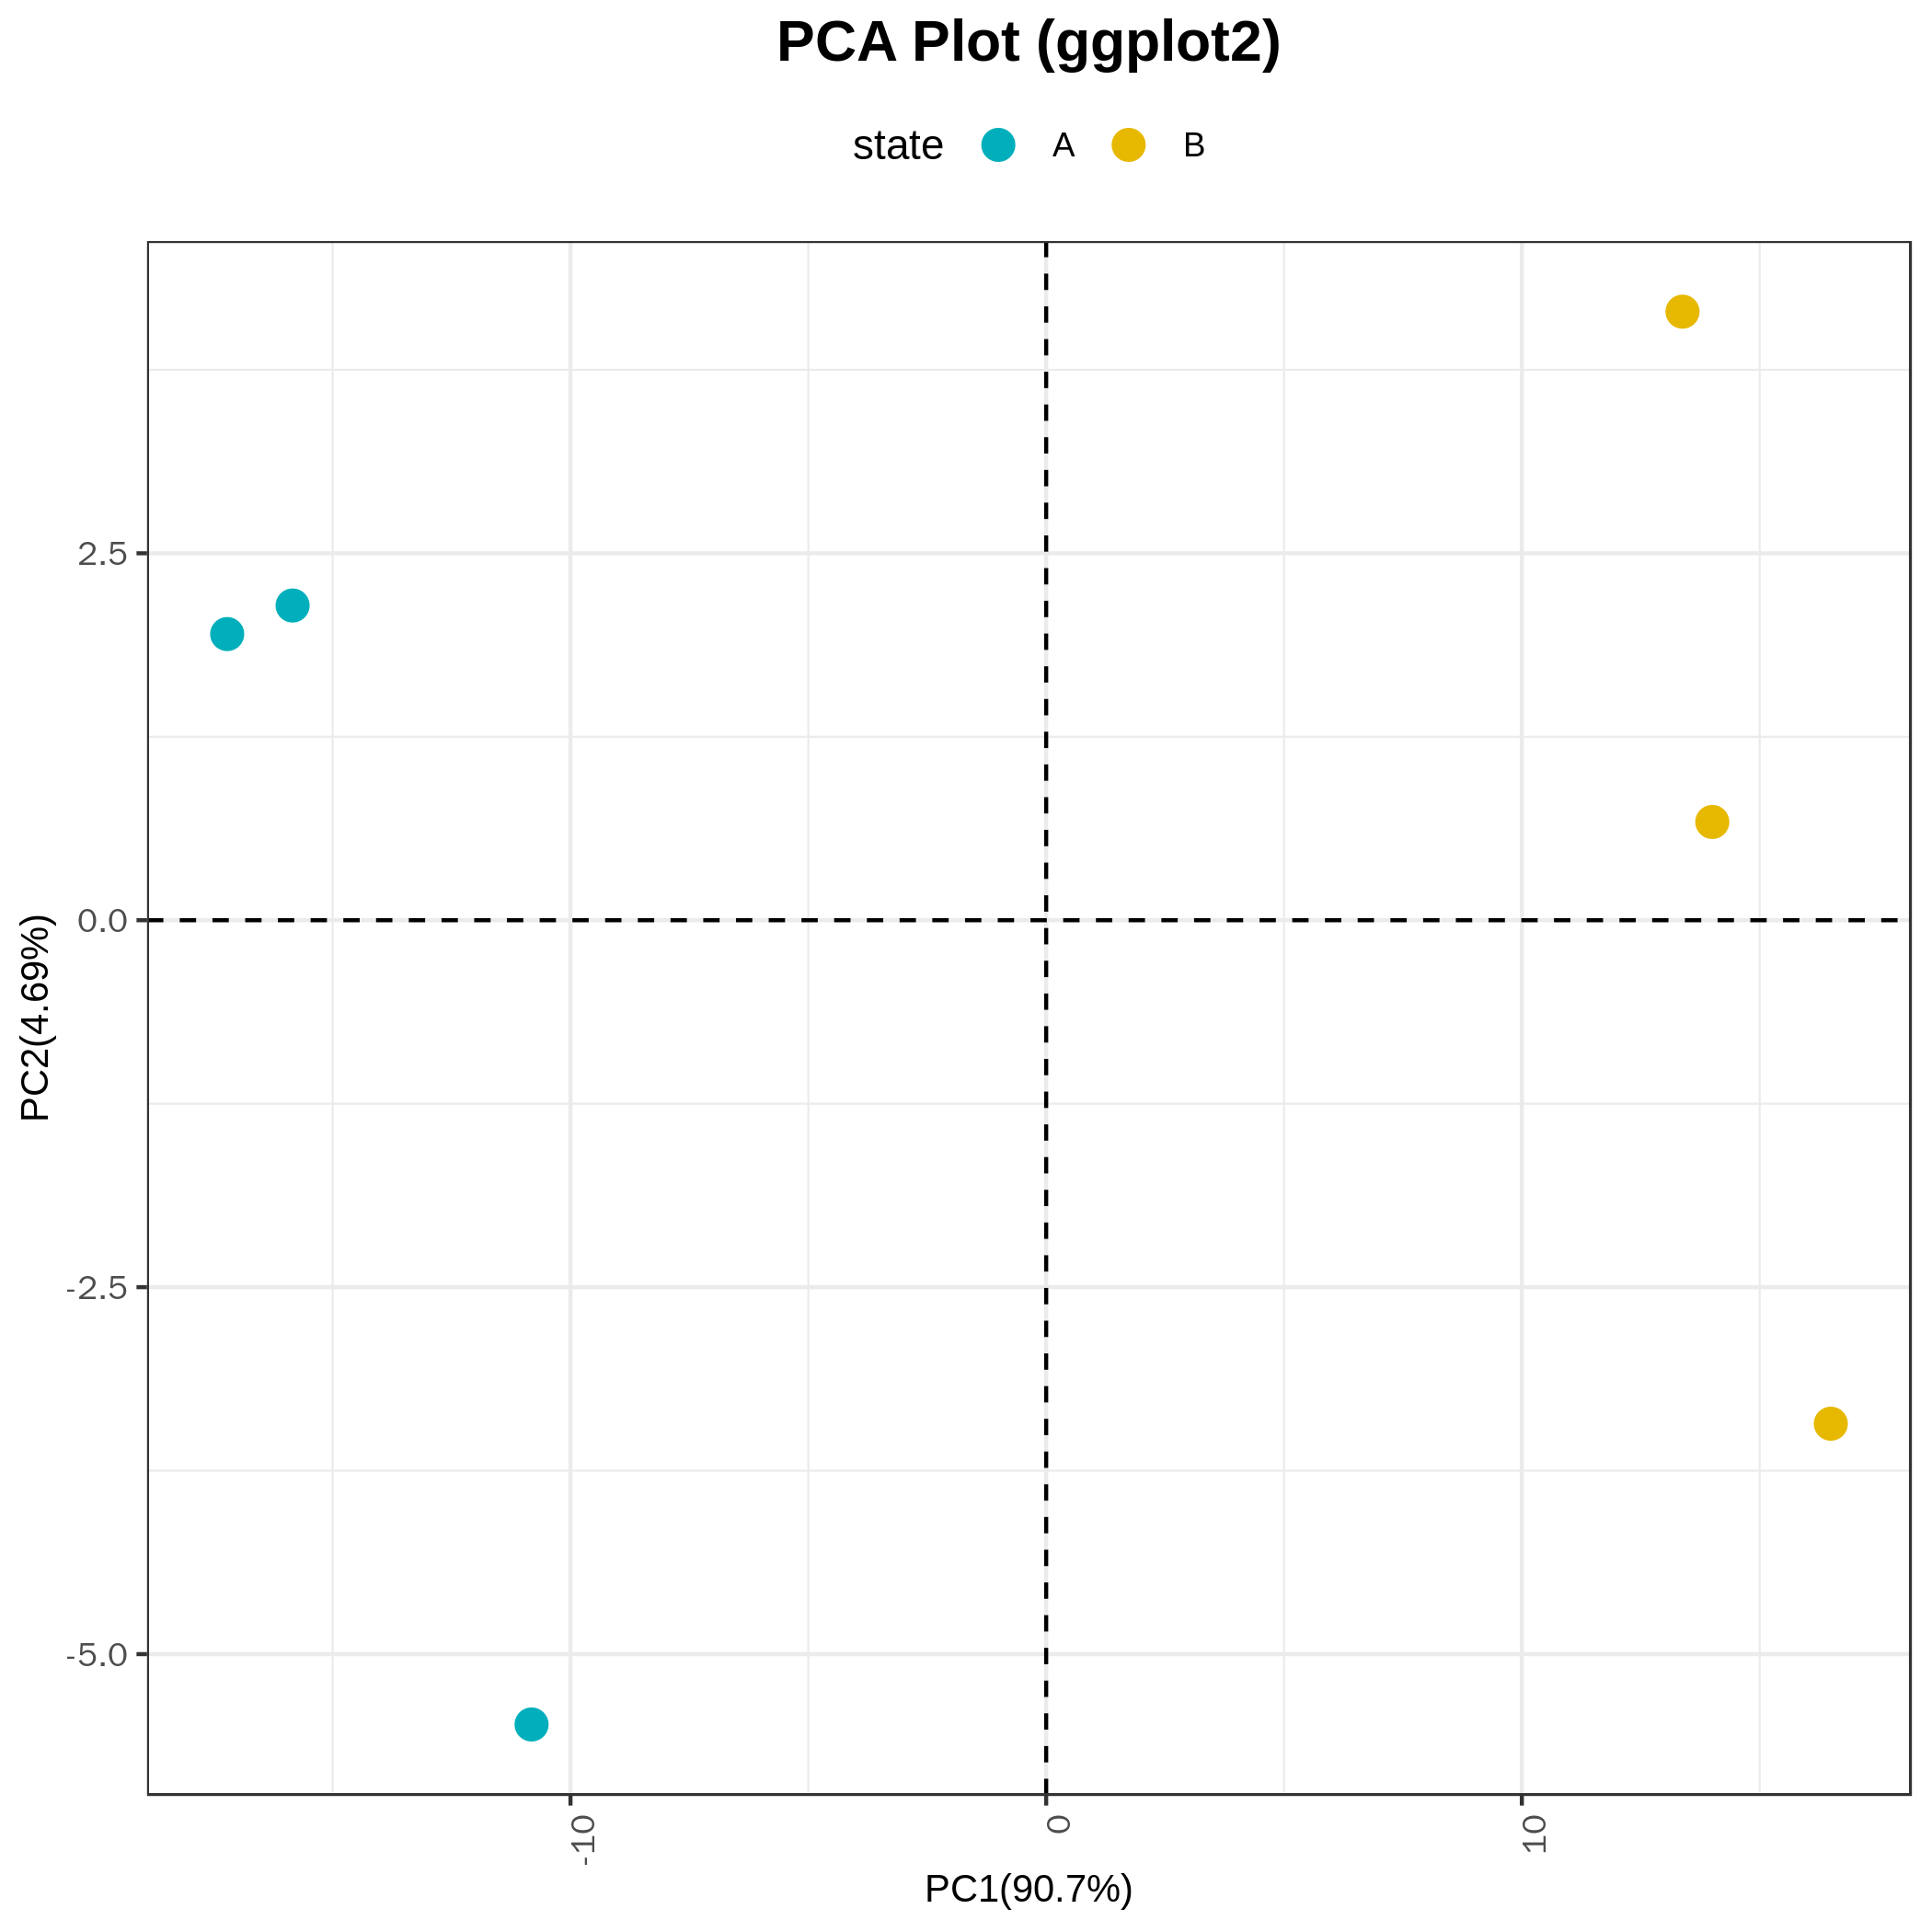 PCA Plot (ggplot2)
state A B
2.5
0.0
-2.5
-5.0
PC2(4.69%)
-10 0 10
PC1(90.7%)